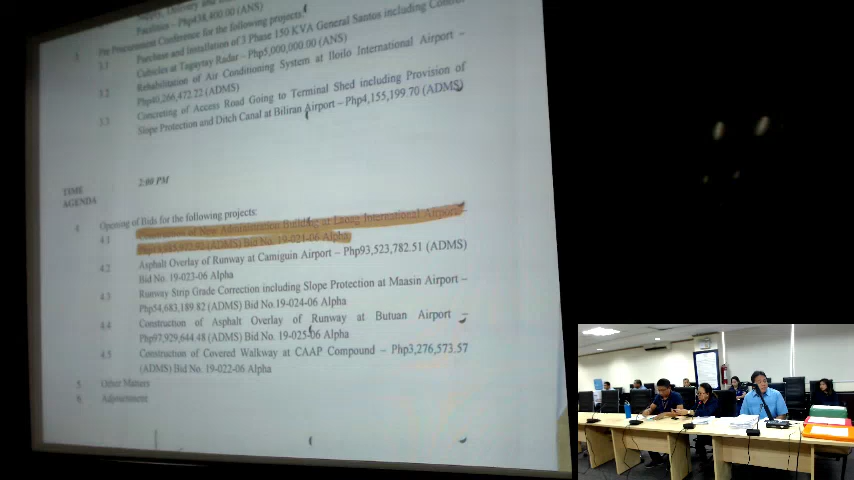 Php438,400.00 (ANS)
3 Pre Procurement Conference for the following projects:
3.1 Purchase and Installation of 3 Phase 150 KVA General Santos including
Cubicles at Tagaytay Radar – Php5,000,000.00 (ANS)
3.2 Rehabilitation of Air Conditioning System at Iloilo International Airport –
Php40,266,472.22 (ADMS)
3.3 Concreting of Access Road Going to Terminal Shed including Provision of
Slope Protection and Ditch Canal at Biliran Airport – Php4,155,199.70 (ADMS)
TIME 2:00 PM
AGENDA
4 Opening of Bids for the following projects:
4.1 Construction of New Administration Building at Laoag International Airport –
(ADMS) Bid No. 19-021-06 Alpha
4.2 Asphalt Overlay of Runway at Camiguin Airport – Php93,523,782.51 (ADMS)
Bid No. 19-023-06 Alpha
4.3 Runway Strip Grade Correction including Slope Protection at Maasin Airport –
Php54,683,189.82 (ADMS) Bid No.19-024-06 Alpha
4.4 Construction of Asphalt Overlay of Runway at Butuan Airport –
Php97,929,644.48 (ADMS) Bid No. 19-025-06 Alpha
4.5 Construction of Covered Walkway at CAAP Compound – Php3,276,573.57
(ADMS) Bid No. 19-022-06 Alpha
5 Other Matters
6 Adjournment